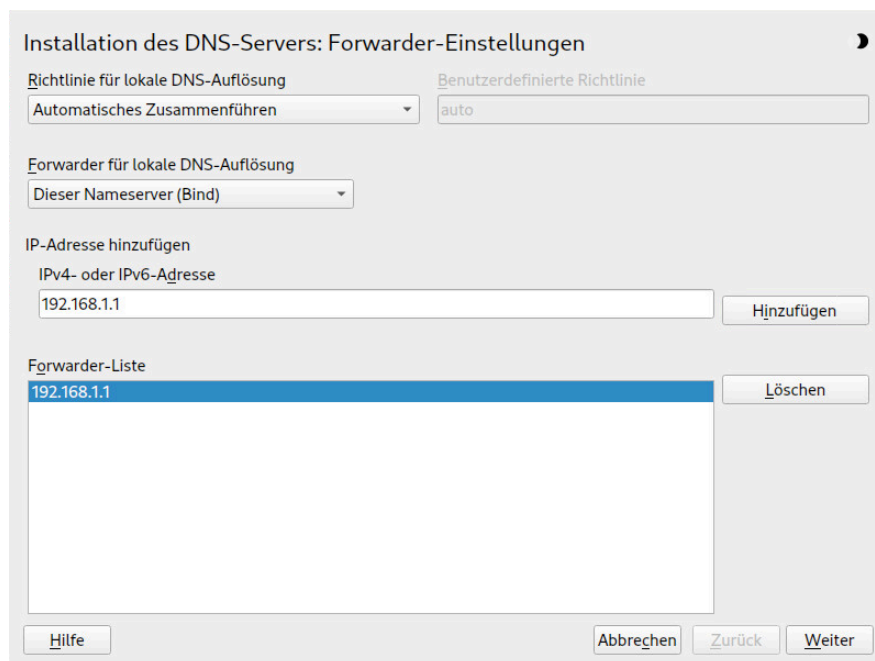 Installation des DNS-Servers: Forwarder-Einstellungen
Richtlinie für lokale DNS-Auflösung
Benutzerdefinierte Richtlinie
Automatisches Zusammenführen
auto
Forwarder für lokale DNS-Auflösung
Dieser Nameserver (Bind)
IP-Adresse hinzufügen
IPv4- oder IPv6-Adresse
192.168.1.1
Hinzufügen
Forwarder-Liste
192.168.1.1
Löschen
Hilfe
Abbrechen
Zurück
Weiter